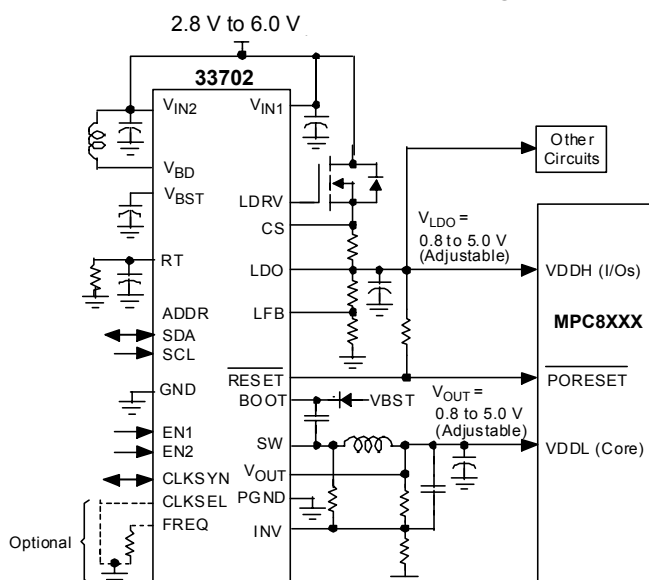 2.8 V to 6.0 V
33702
VIN2
VIN1
VBD
VBST
LDRV
CS
Other
Circuits
VLDO =
0.8 to 5.0 V
(Adjustable)
RT
LDO
VDDH (I/Os)
ADDR
LFB
MPC8XXX
SDA
SCL
RESET
PORESET
GND
BOOT
VBST
VOUT =
0.8 to 5.0 V
(Adjustable)
EN1
EN2
SW
VDDL (Core)
CLKSYN
VOUT
CLKSEL
PGND
FREQ
INV
Optional